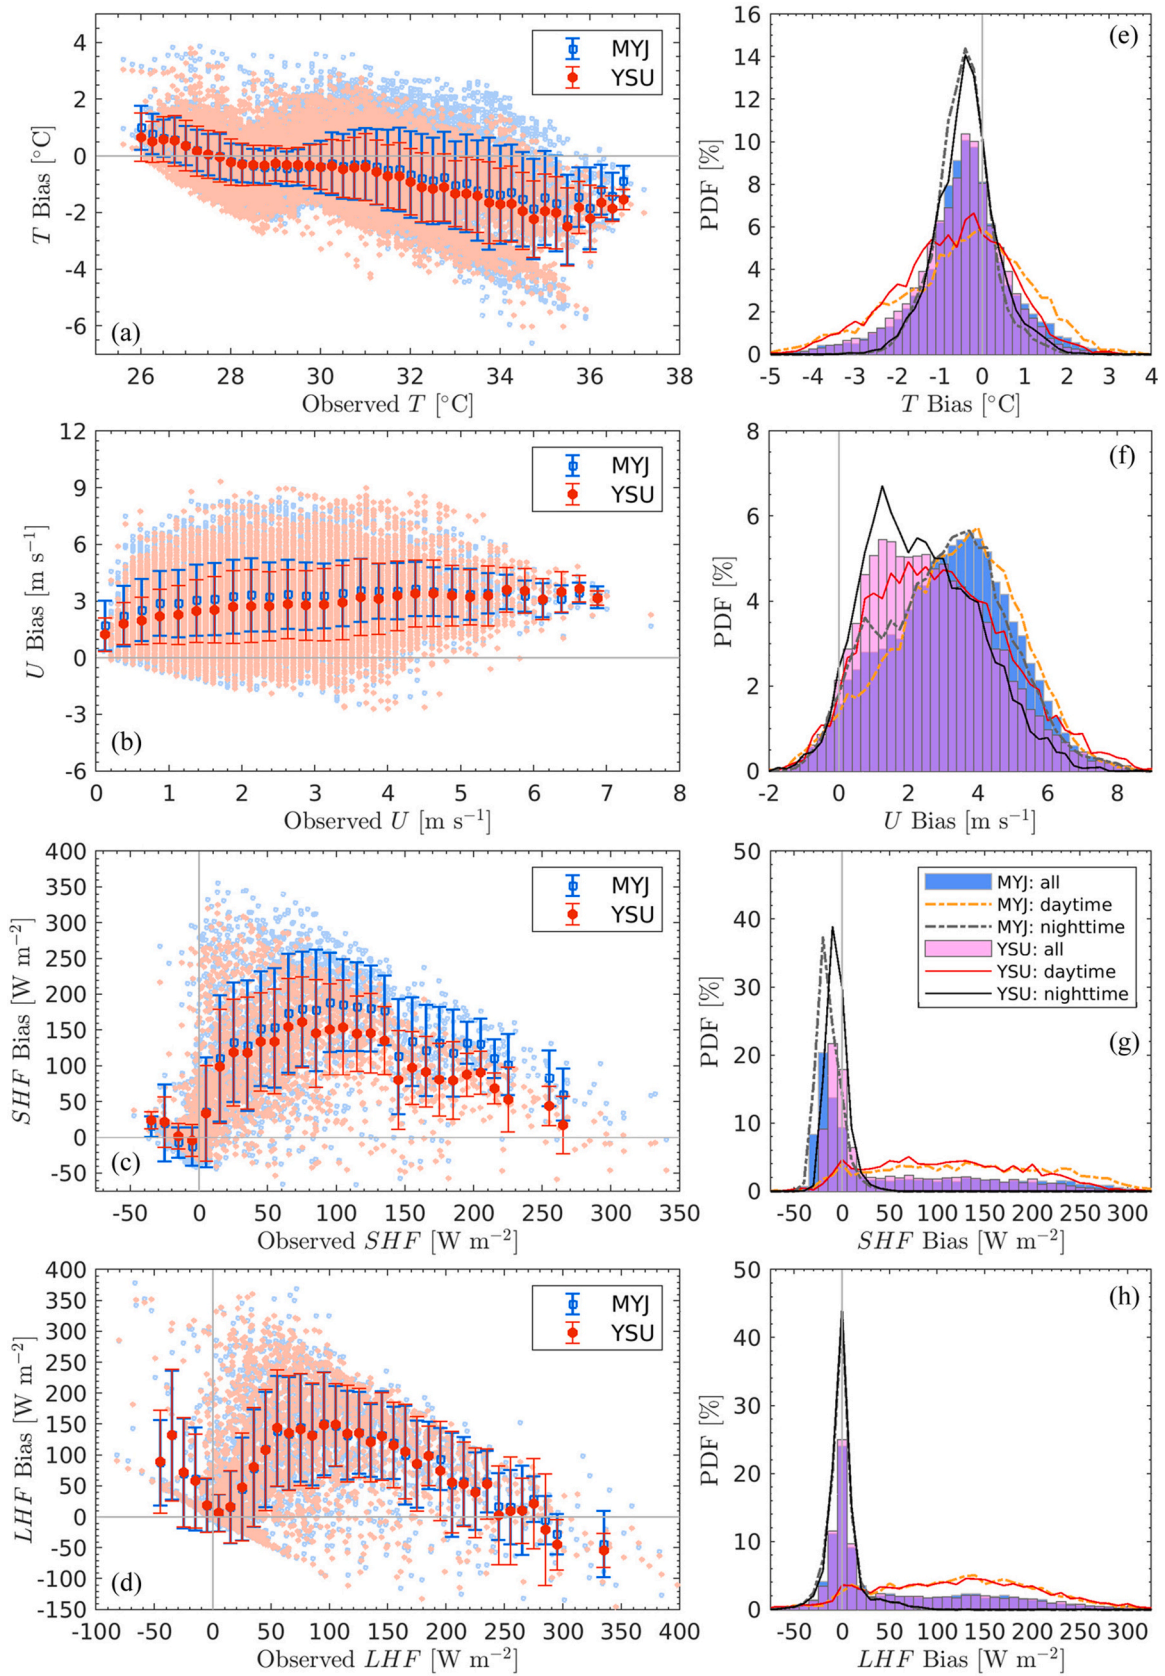 4
2
0
-2
-4
-6
T Bias [°C]
MYJ
YSU
(a)
26 28 30 32 34 36 38
Observed T [°C]
16
14
12
10
8
6
4
2
0
PDF [%]
(e)
-5 -4 -3 -2 -1 0 1 2 3 4
T Bias [°C]
12
9
6
3
0
-3
-6
U Bias [m s⁻¹]
MYJ
YSU
(b)
0 1 2 3 4 5 6 7 8
Observed U [m s⁻¹]
8
6
4
2
0
PDF [%]
(f)
-2 0 2 4 6 8
U Bias [m s⁻¹]
400
350
300
250
200
150
100
50
0
-50
SHF Bias [W m⁻²]
MYJ
YSU
(c)
-50 0 50 100 150 200 250 300 350
Observed SHF [W m⁻²]
50
40
30
20
10
0
PDF [%]
MYJ: all
MYJ: daytime
MYJ: nighttime
YSU: all
YSU: daytime
YSU: nighttime
(g)
-50 0 50 100 150 200 250 300
SHF Bias [W m⁻²]
400
350
300
250
200
150
100
50
0
-50
-100
-150
LHF Bias [W m⁻²]
MYJ
YSU
(d)
-100 -50 0 50 100 150 200 250 300 350 400
Observed LHF [W m⁻²]
50
40
30
20
10
0
PDF [%]
(h)
-50 0 50 100 150 200 250 300
LHF Bias [W m⁻²]